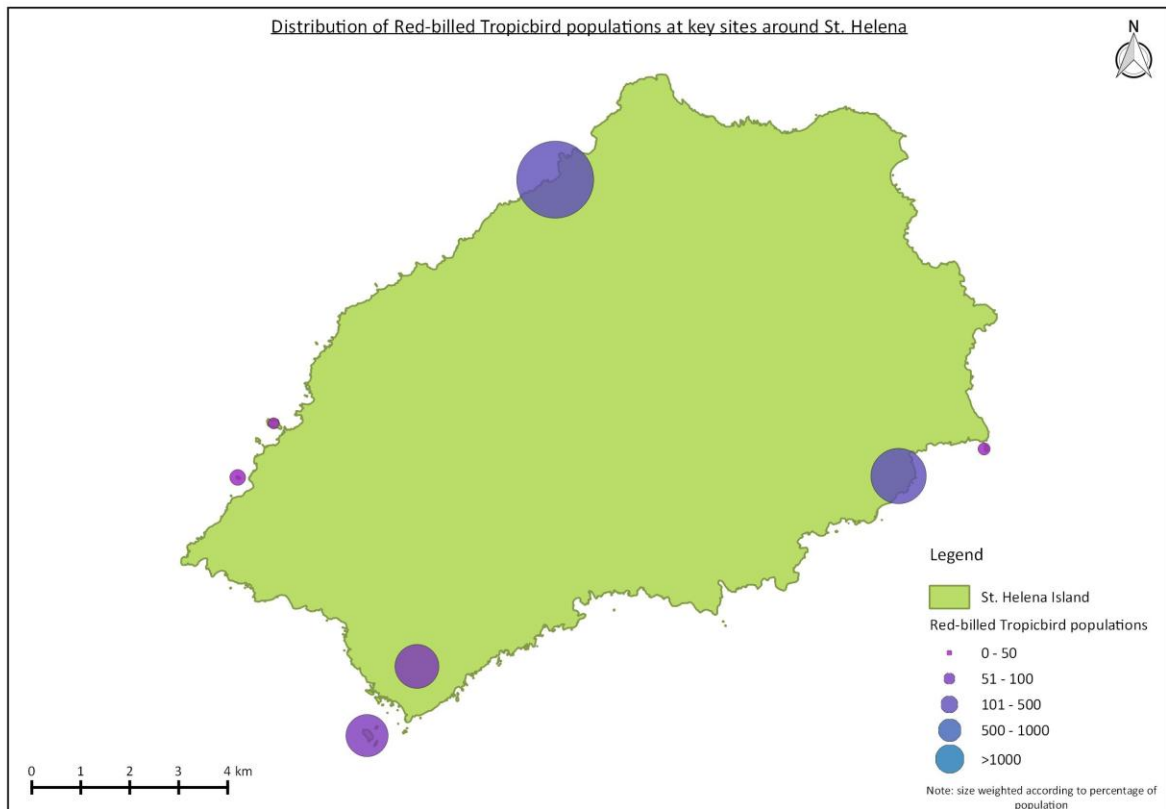 Distribution of Red-billed Tropicbird populations at key sites around St. Helena
N
Legend
St. Helena Island
Red-billed Tropicbird populations
0 - 50
51 - 100
101 - 500
500 - 1000
>1000
Note: size weighted according to percentage of
population
0 1 2 3 4 km